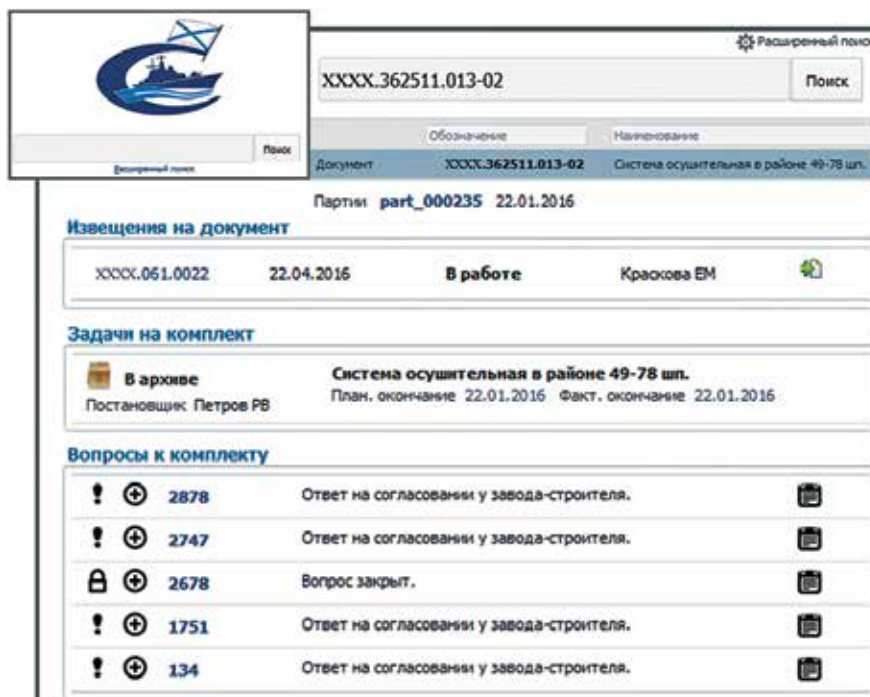 Расширенный поиск
XXXX.362511.013-02
Поиск
Поиск
Расширенный поиск
Обозначение Наименование
Документ XXXX.362511.013-02 Система осушительная в районе 49-78 шп.
Партии part_000235 22.01.2016
Извещения на документ
XXXX.061.0022 22.04.2016 В работе Краскова ЕМ
Задачи на комплект
В архиве Система осушительная в районе 49-78 шп.
Постановщик Петров РВ План. окончание 22.01.2016 Факт. окончание 22.01.2016
Вопросы к комплекту
2878 Ответ на согласовании у завода-строителя.
2747 Ответ на согласовании у завода-строителя.
2678 Вопрос закрыт.
1751 Ответ на согласовании у завода-строителя.
134 Ответ на согласовании у завода-строителя.